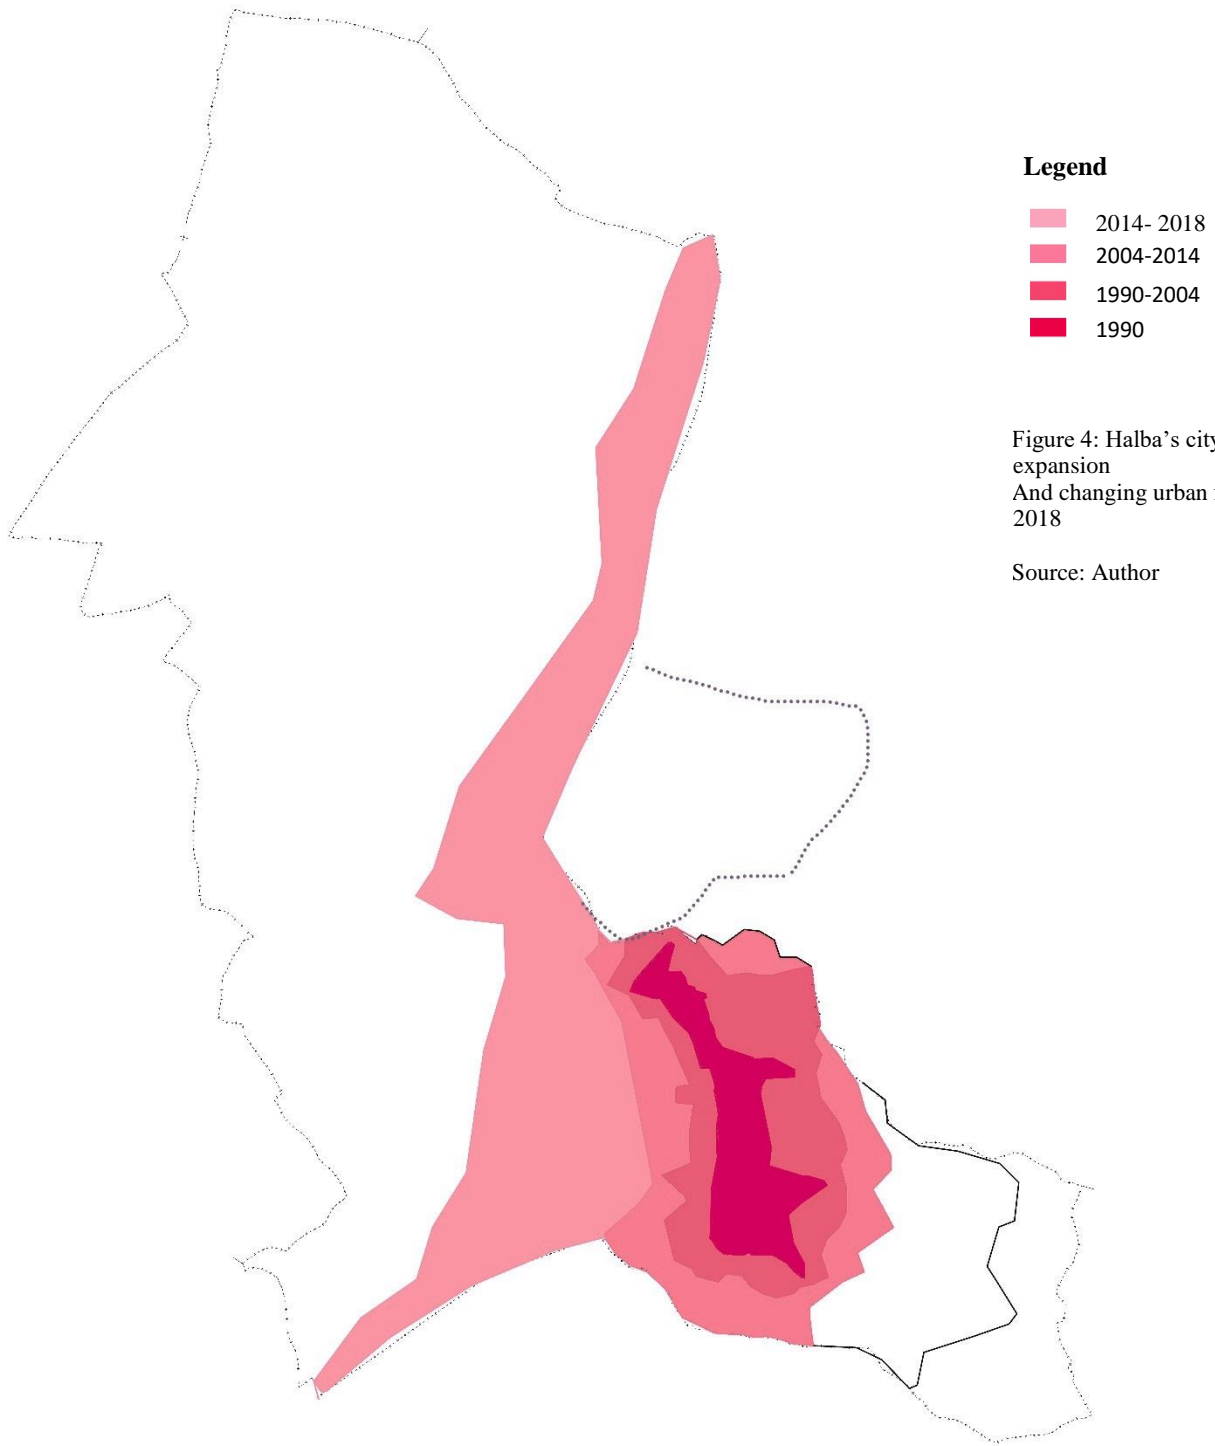 Legend
2014- 2018
2004-2014
1990-2004
1990
Figure 4: Halba’s city
expansion
And changing urban
2018
Source: Author